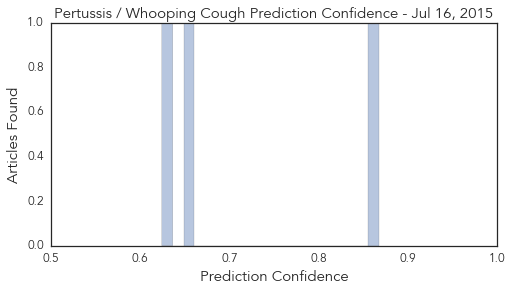 Pertussis / Whooping Cough Prediction Confidence - Jul 16, 2015
1.0
0.8
0.6
0.4
0.2
0.0
Articles Found
0.5 0.6 0.7 0.8 0.9 1.0
Prediction Confidence